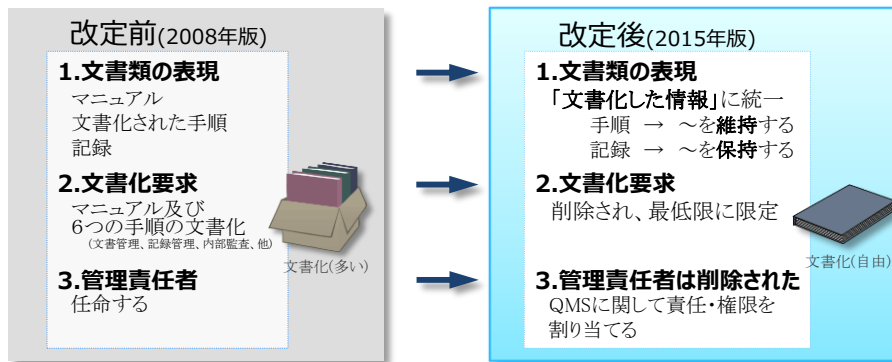 改定前(2008年版)
1.文書類の表現
マニュアル
文書化された手順
記録
2.文書化要求
マニュアル及び
6つの手順の文書化
(文書管理、記録管理、内部監査、他)
文書化(多い)
3.管理責任者
任命する
改定後(2015年版)
1.文書類の表現
「文書化した情報」に統一
手順 → ～を維持する
記録 → ～を保持する
2.文書化要求
削除され、最低限に限定
文書化(自由)
3.管理責任者は削除された
QMSに関して責任・権限を
割り当てる